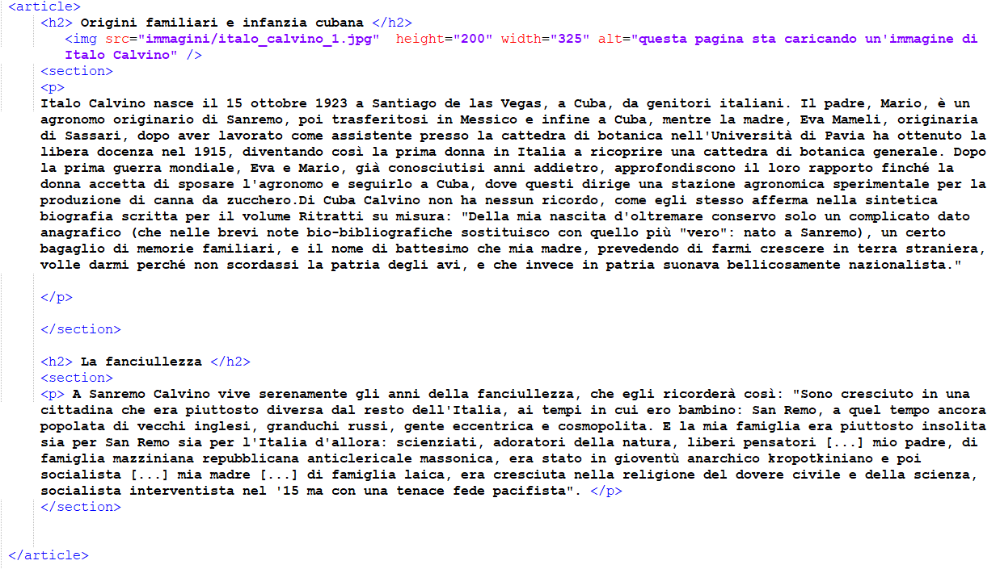 <article>
<h2> Origini familiari e infanzia cubana </h2>
<img src="immagini/italo_calvino_1.jpg"  height="200" width="325" alt="questa pagina sta caricando un'immagine di
Italo Calvino" />
<section>
<p>
Italo Calvino nasce il 15 ottobre 1923 a Santiago de las Vegas, a Cuba, da genitori italiani. Il padre, Mario, è un
agronomo originario di Sanremo, poi trasferitosi in Messico e infine a Cuba, mentre la madre, Eva Mameli, originaria
di Sassari, dopo aver lavorato come assistente presso la cattedra di botanica nell'Università di Pavia ha ottenuto la
libera docenza nel 1915, diventando così la prima donna in Italia a ricoprire una cattedra di botanica generale. Dopo
la prima guerra mondiale, Eva e Mario, già conosciutisi anni addietro, approfondiscono il loro rapporto finché la
donna accetta di sposare l'agronomo e seguirlo a Cuba, dove questi dirige una stazione agronomica sperimentale per la
produzione di canna da zucchero.Di Cuba Calvino non ha nessun ricordo, come egli stesso afferma nella sintetica
biografia scritta per il volume Ritratti su misura: "Della mia nascita d'oltremare conservo solo un complicato dato
anagrafico (che nelle brevi note bio-bibliografiche sostituisco con quello più "vero": nato a Sanremo), un certo
bagaglio di memorie familiari, e il nome di battesimo che mia madre, prevedendo di farmi crescere in terra straniera,
volle darmi perché non scordassi la patria degli avi, e che invece in patria suonava bellicosamente nazionalista."
</p>
</section>
<h2> La fanciullezza </h2>
<section>
<p> A Sanremo Calvino vive serenamente gli anni della fanciullezza, che egli ricorderà così: "Sono cresciuto in una
cittadina che era piuttosto diversa dal resto dell'Italia, ai tempi in cui ero bambino: San Remo, a quel tempo ancora
popolata di vecchi inglesi, granduchi russi, gente eccentrica e cosmopolita. E la mia famiglia era piuttosto insolita
sia per San Remo sia per l'Italia d'allora: scienziati, adoratori della natura, liberi pensatori [...] mio padre, di
famiglia mazziniana repubblicana anticlericale massonica, era stato in gioventù anarchico kropotkiniano e poi
socialista [...] mia madre [...] di famiglia laica, era cresciuta nella religione del dovere civile e della scienza,
socialista interventista nel '15 ma con una tenace fede pacifista". </p>
</section>
</article>